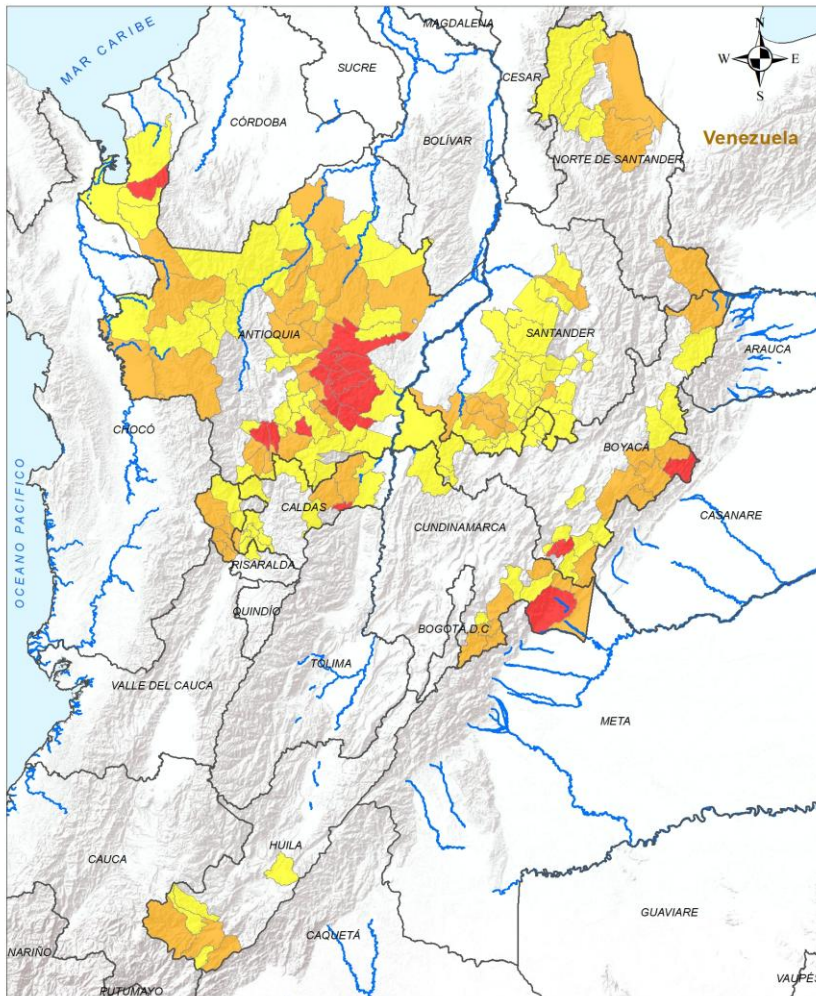 MAGDALENA
N
MAR CARIBE
SUCRE
CESAR
W
E
S
CÓRDOBA
BOLÍVAR
Venezuela
NORTE DE SANTANDER
ANTIOQUIA
SANTANDER
ARAUCA
CHOCÓ
BOYACÁ
OCEANO PACIFICO
CALDAS
CASANARE
CUNDINAMARCA
RISARALDA
QUINDÍO
BOGOTÁ, D.C
TOLIMA
VALLE DEL CAUCA
META
HUILA
CAUCA
GUAVIARE
CAQUETÁ
NARIÑO
VAUPÉS
PUTUMAYO